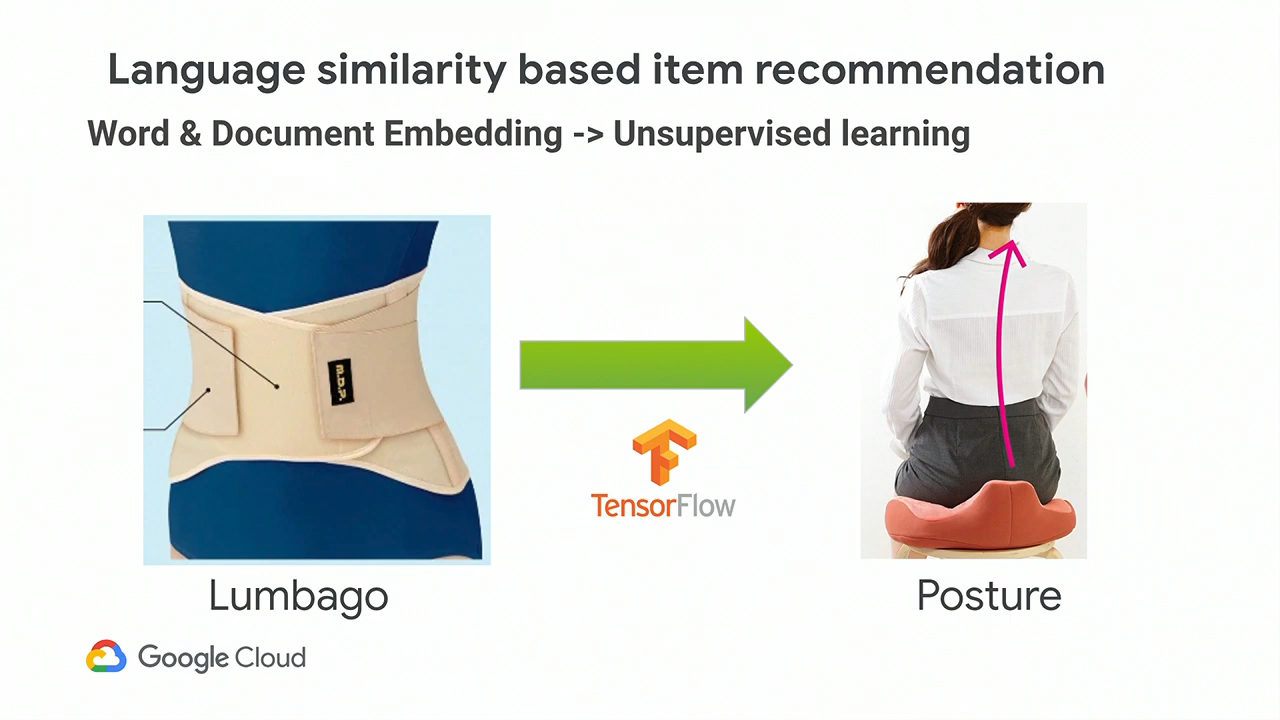 Language similarity based item recommendation
Word & Document Embedding -> Unsupervised learning
M.D.P.
TensorFlow
Lumbago
Posture
Google Cloud